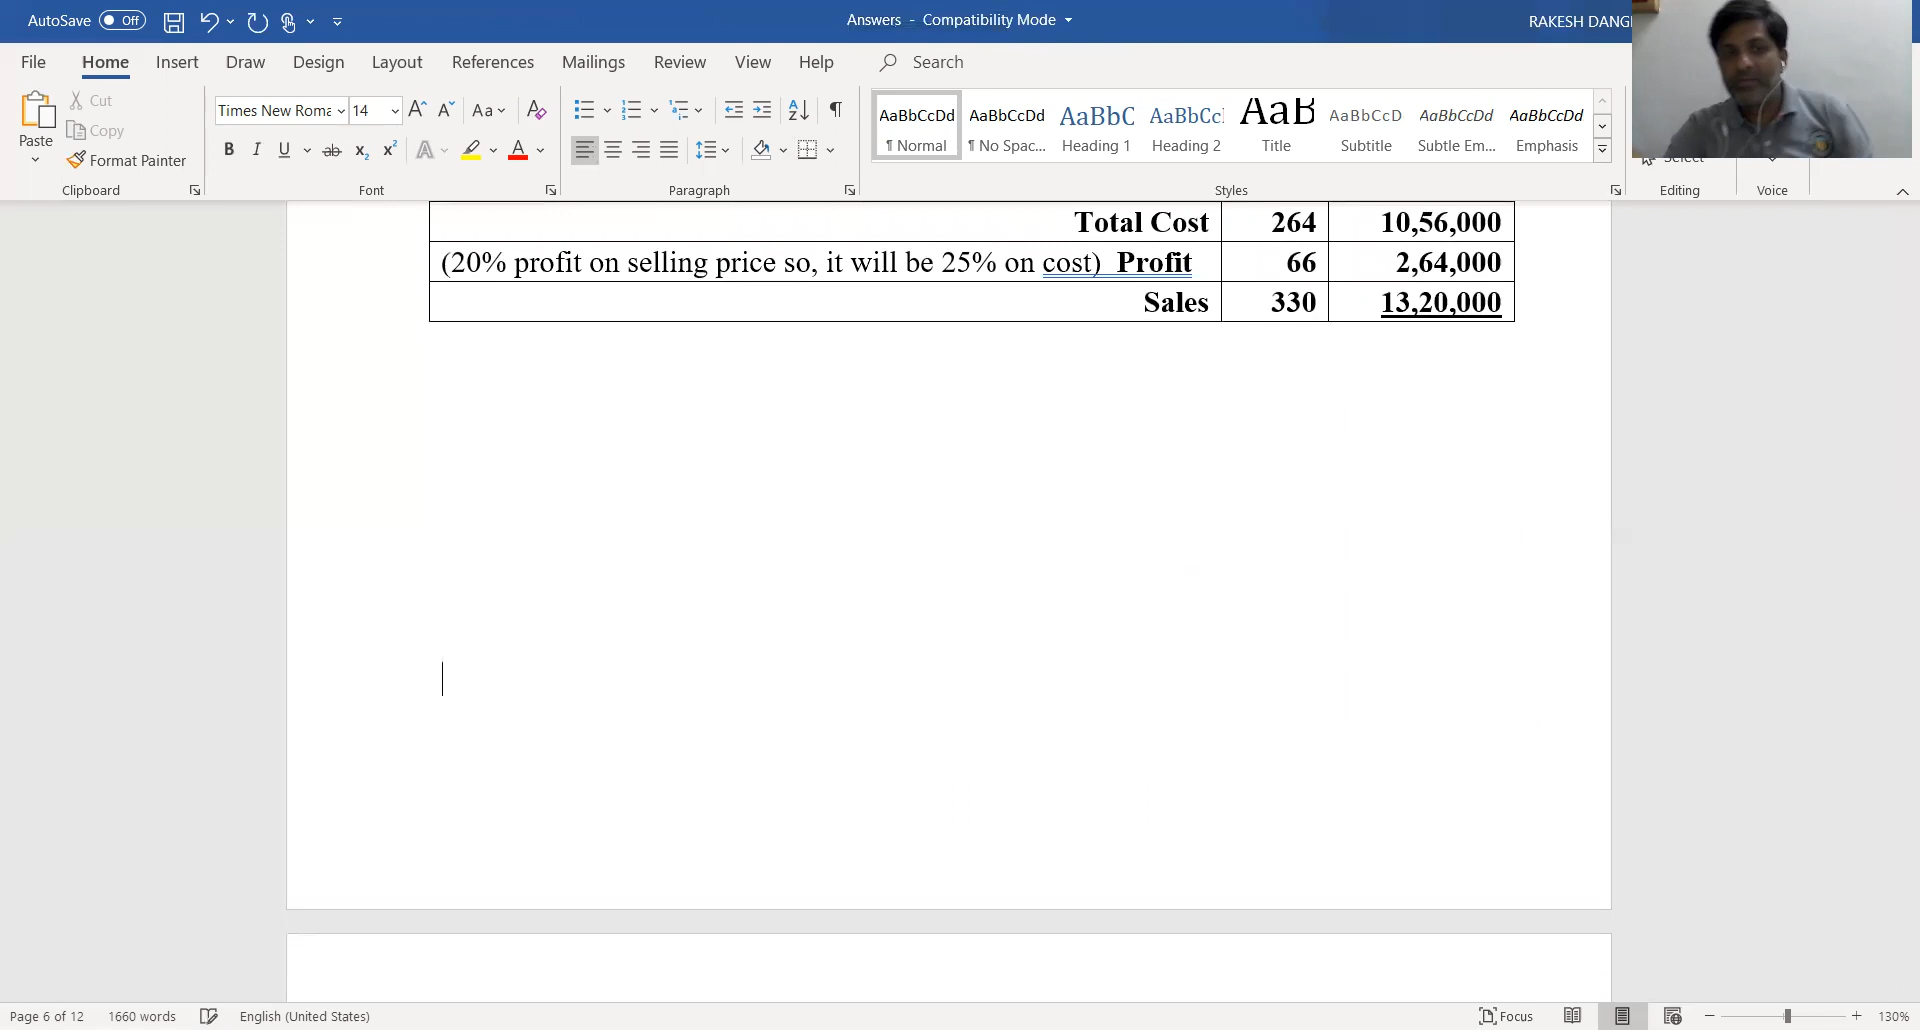 AutoSave Off
Answers - Compatibility Mode
RAKESH DANG
File Home Insert Draw Design Layout References Mailings Review View Help Search
Paste
Cut
Copy
Format Painter
Clipboard
Times New Roma 14
Font
Paragraph
AaBbCcDd AaBbCcDd AaBbC AaBbCc AaB AaBbCcD AaBbCcDd AaBbCcDd
¶ Normal ¶ No Spac... Heading 1 Heading 2 Title Subtitle Subtle Em... Emphasis
Styles
Select
Editing
Voice
Total Cost 264 10,56,000
(20% profit on selling price so, it will be 25% on cost) Profit 66 2,64,000
Sales 330 13,20,000
Page 6 of 12 1660 words English (United States) Focus 130%